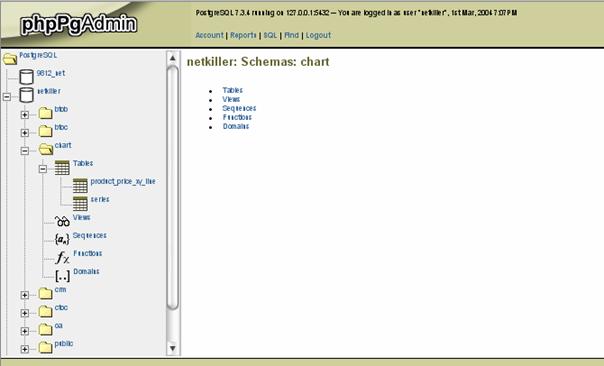 phpPgAdmin
PostgreSQL 7.3.4 running on 127.0.0.1:5432 -- You are logged in as user "netkiller", 1st Mar, 2004 7:07PM
Account | Reports | SQL | Find | Logout
PostgreSQL
9812_net
netkiller
btob
btoc
chart
Tables
product_price_xy_line
series
Views
Sequences
Functions
Domains
crm
ctoc
oa
public
netkiller: Schemas: chart
Tables
Views
Sequences
Functions
Domains